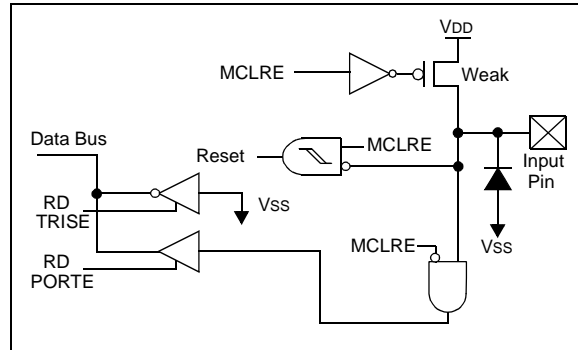 VDD
MCLRE
Weak
Data Bus
Reset
MCLRE
Input
Pin
RD
TRISE
VSS
VSS
MCLRE
RD
PORTE